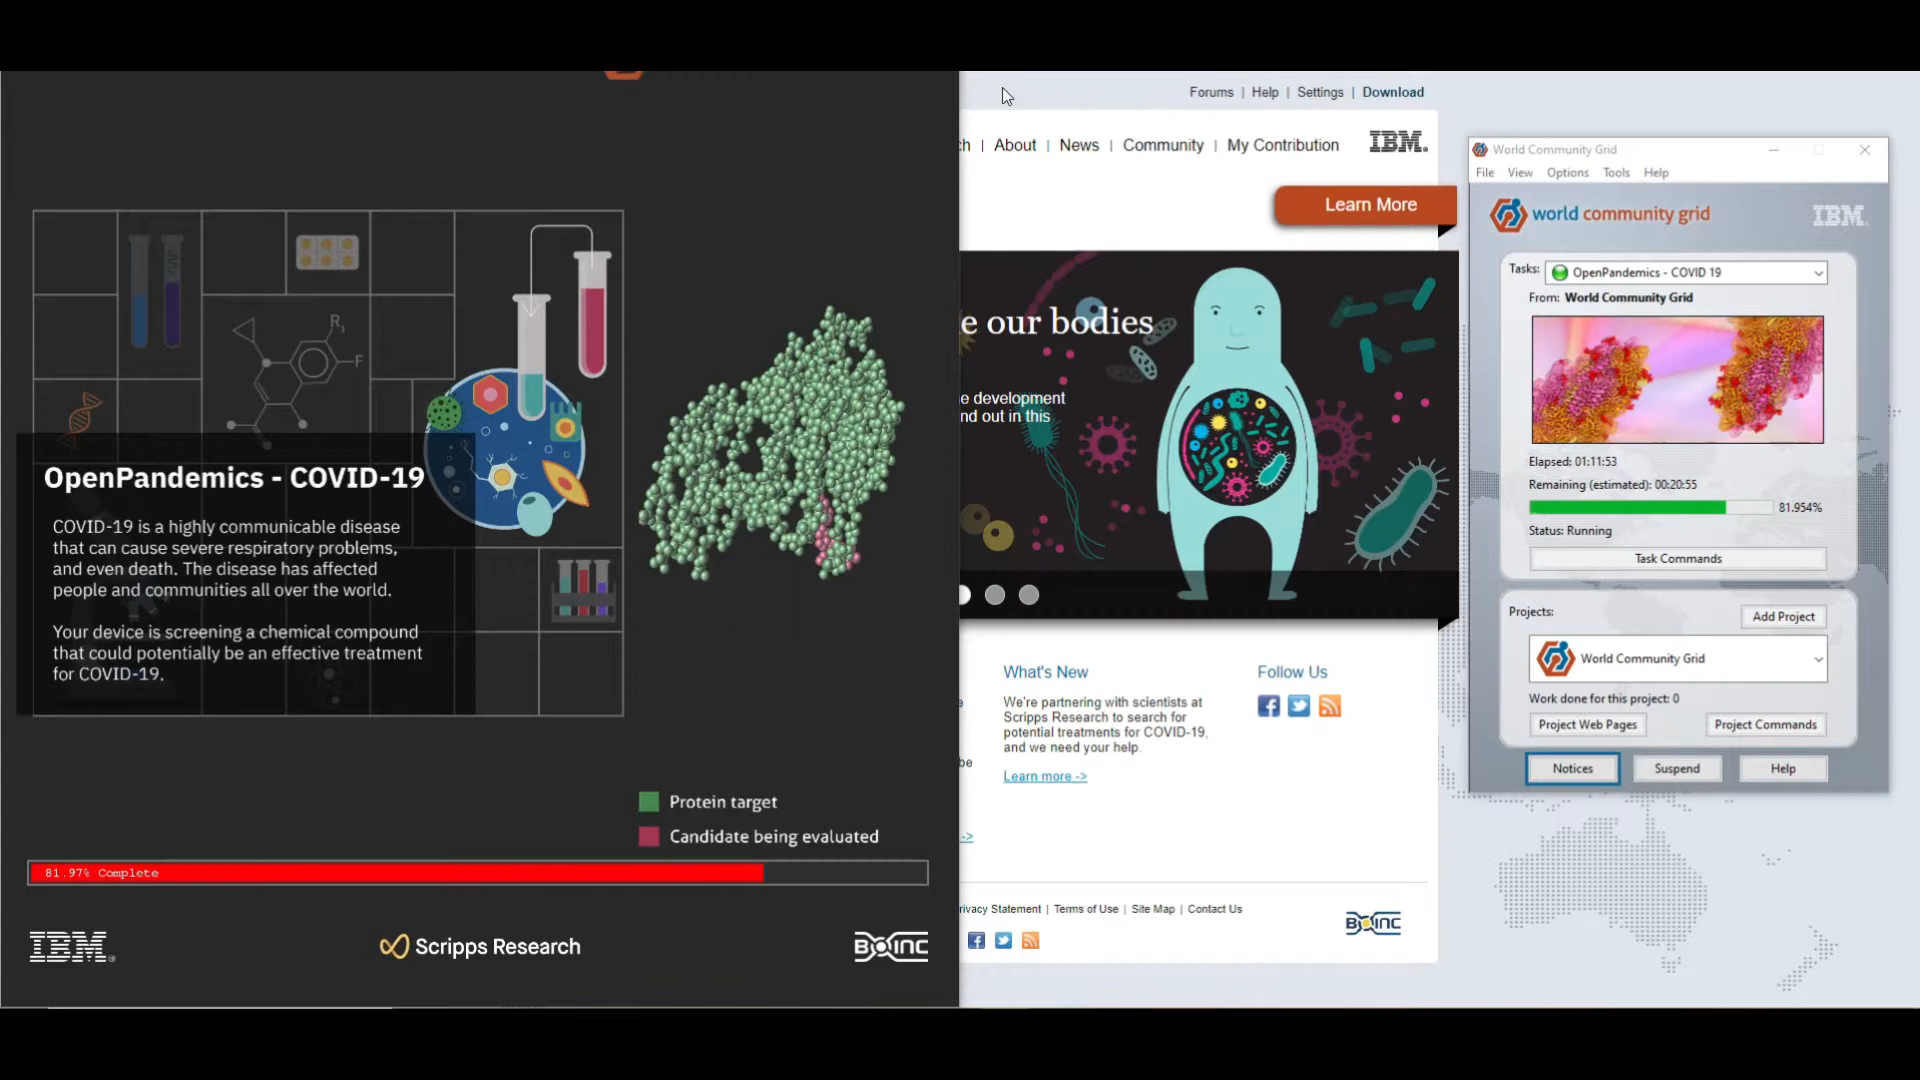 OpenPandemics - COVID-19
COVID-19 is a highly communicable disease
that can cause severe respiratory problems,
and even death. The disease has affected
people and communities all over the world.
Your device is screening a chemical compound
that could potentially be an effective treatment
for COVID-19.
R1
F
Protein target
Candidate being evaluated
81.97% Complete
IBM
Scripps Research
BOINC
Forums | Help | Settings | Download
ch | About | News | Community | My Contribution
IBM
Learn More
e our bodies
e development
nd out in this
What's New
We're partnering with scientists at
Scripps Research to search for
potential treatments for COVID-19,
and we need your help.
Learn more ->
Follow Us
e
be
->
rivacy Statement | Terms of Use | Site Map | Contact Us
BOINC
World Community Grid
File View Options Tools Help
world community grid
IBM
Tasks: OpenPandemics - COVID 19
From: World Community Grid
Elapsed: 01:11:53
Remaining (estimated): 00:20:55
81.954%
Status: Running
Task Commands
Projects:
Add Project
World Community Grid
Work done for this project: 0
Project Web Pages
Project Commands
Notices
Suspend
Help